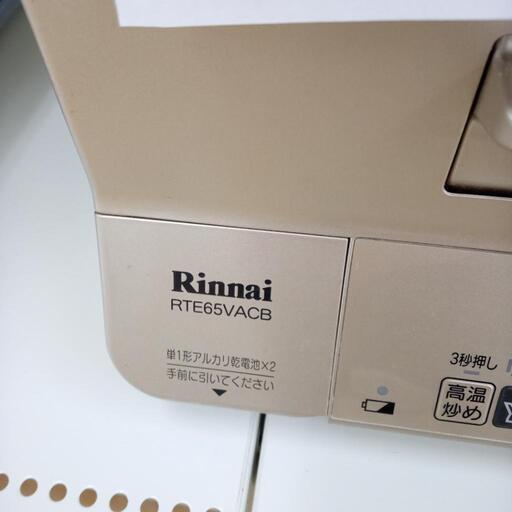 Rinnai
RTE65VACB
単1形アルカリ乾電池×2
手前に引いてください
3秒押し
高温
炒め